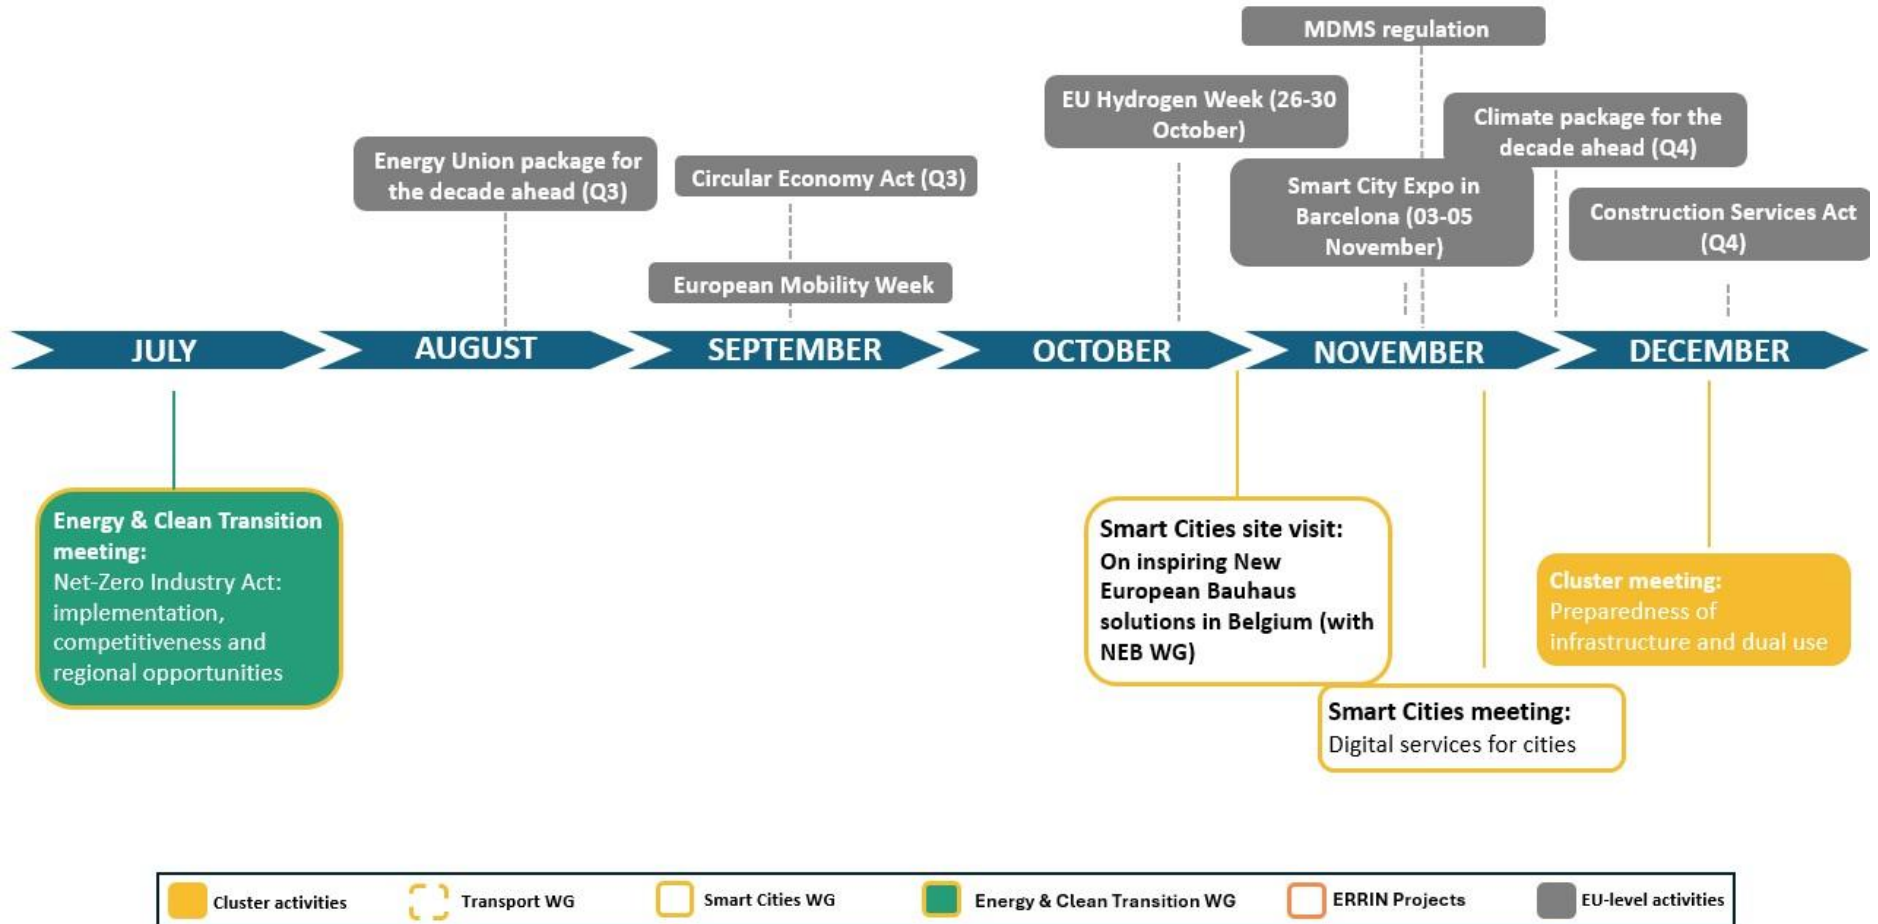 MDMS regulation
EU Hydrogen Week (26-30
October)
Climate package for the
decade ahead (Q4)
Energy Union package for
the decade ahead (Q3)
Circular Economy Act (Q3)
Smart City Expo in
Barcelona (03-05
November)
Construction Services Act
(Q4)
European Mobility Week
JULY
AUGUST
SEPTEMBER
OCTOBER
NOVEMBER
DECEMBER
Energy & Clean Transition
meeting:
Net-Zero Industry Act:
implementation,
competitiveness and
regional opportunities
Smart Cities site visit:
On inspiring New
European Bauhaus
solutions in Belgium (with
NEB WG)
Cluster meeting:
Preparedness of
infrastructure and dual use
Smart Cities meeting:
Digital services for cities
Cluster activities
Transport WG
Smart Cities WG
Energy & Clean Transition WG
ERRIN Projects
EU-level activities